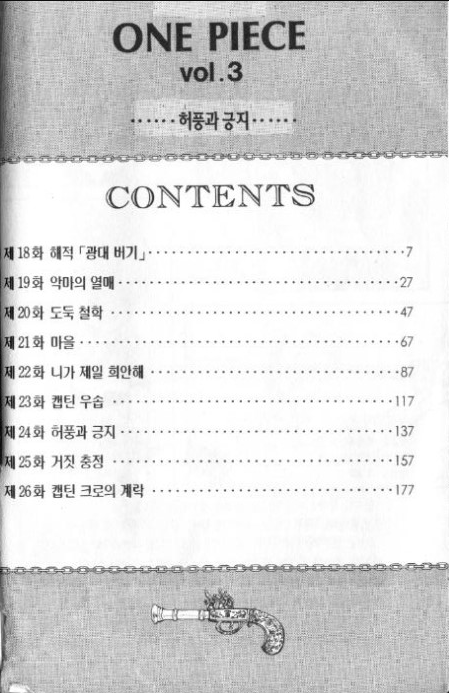 ONE PIECE
vol.3
······허풍과 긍지······
CONTENTS
제18화 해적 「광대 버기」 ······ 7
제19화 악마의 열매 ······ 27
제20화 도둑 철학 ······ 47
제21화 마을 ······ 67
제22화 니가 제일 희안해 ······ 87
제23화 캡틴 우솝 ······ 117
제24화 허풍과 긍지 ······ 137
제25화 거짓 충정 ······ 157
제26화 캡틴 크로의 계략 ······ 177